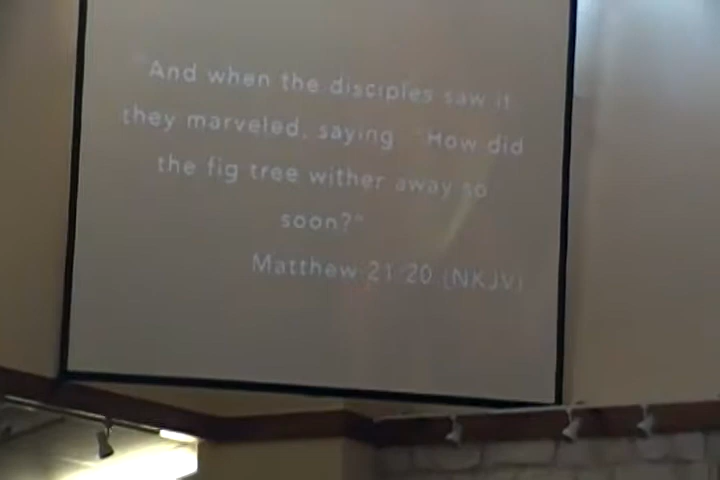 And when the disciples saw it
they marveled, saying "How did
the fig tree wither away so
soon?"
Matthew 21:20 (NKJV)